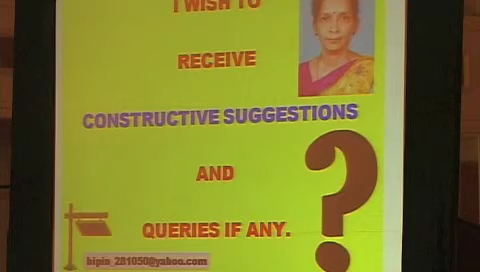 I WISH TO
RECEIVE
CONSTRUCTIVE SUGGESTIONS
AND
QUERIES IF ANY.
bipin_281050@yahoo.com